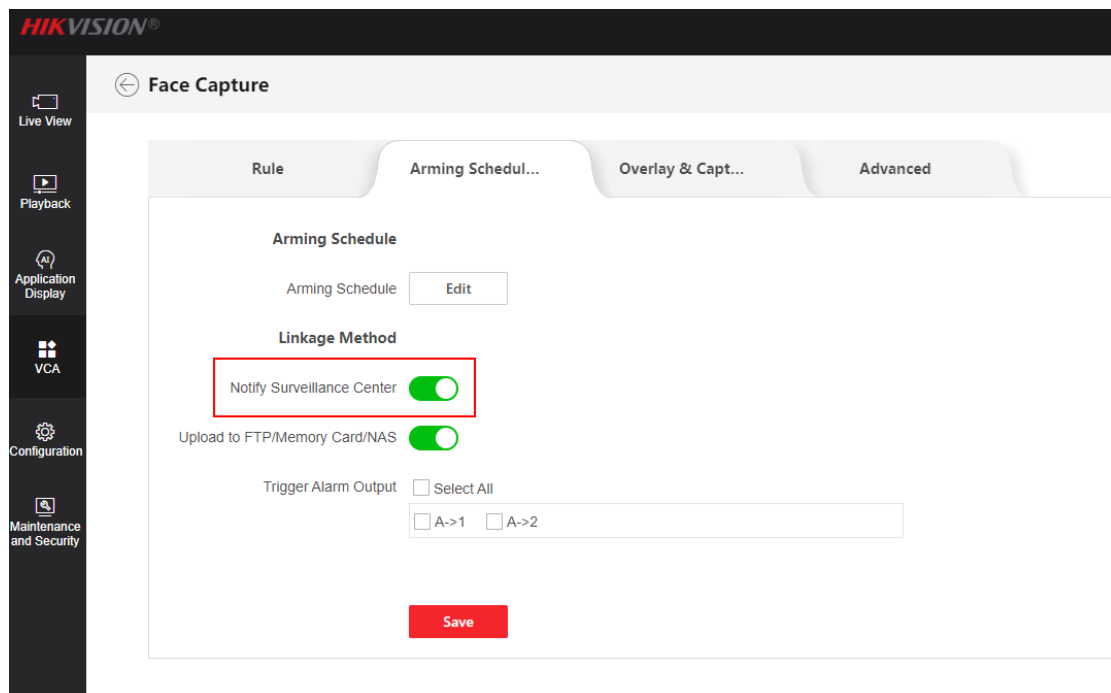 HIKVISION®
Live View
Playback
AI
Application
Display
VCA
Configuration
Maintenance
and Security
Face Capture
Rule
Arming Schedul...
Overlay & Capt...
Advanced
Arming Schedule
Arming Schedule Edit
Linkage Method
Notify Surveillance Center
Upload to FTP/Memory Card/NAS
Trigger Alarm Output Select All
A->1 A->2
Save